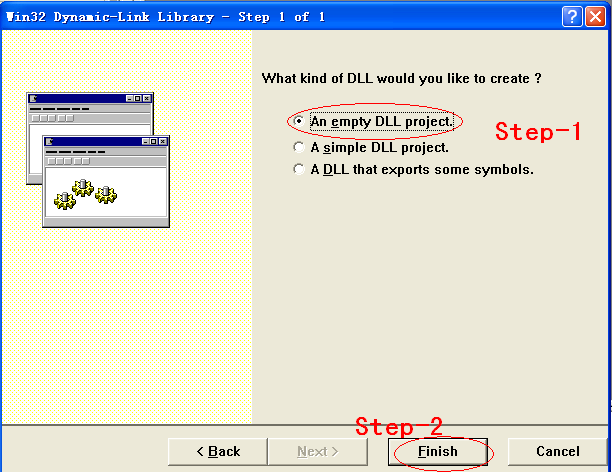 Win32 Dynamic-Link Library - Step 1 of 1
What kind of DLL would you like to create ?
An empty DLL project.
Step-1
A simple DLL project.
A DLL that exports some symbols.
Step-2
< Back
Next >
Finish
Cancel